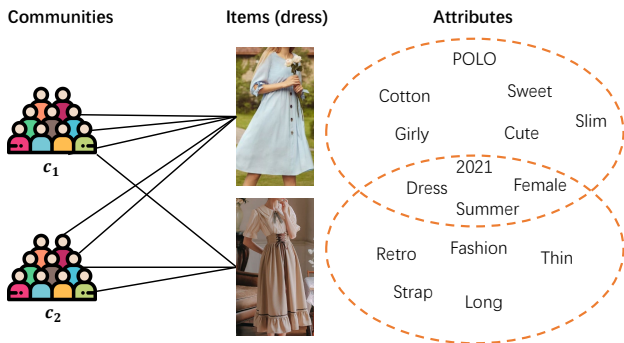 Communities Items (dress) Attributes
POLO
Cotton Sweet
Slim
Girly Cute
c1
2021
Dress Female
Summer
Retro Fashion Thin
Strap Long
c2